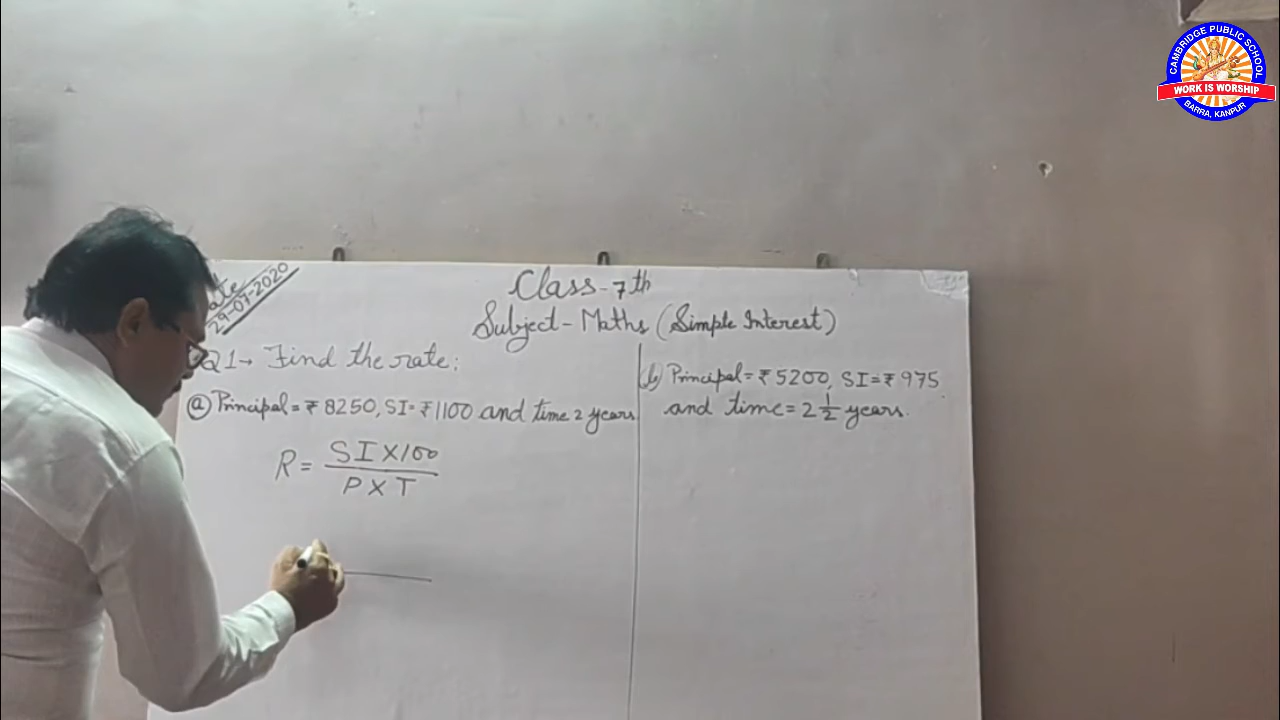 CAMBRIDGE PUBLIC SCHOOL
WORK IS WORSHIP
BARRA, KANPUR
29-07-2020
Class-7th
Subject-Maths (Simple Interest)
Q1→ Find the rate:
(a) Principal = ₹ 8250, SI = ₹ 1100 and time 2 years
R = SI X 100
P X T
(b) Principal = ₹ 5200, SI = ₹ 975
and time = 2 1/2 years.